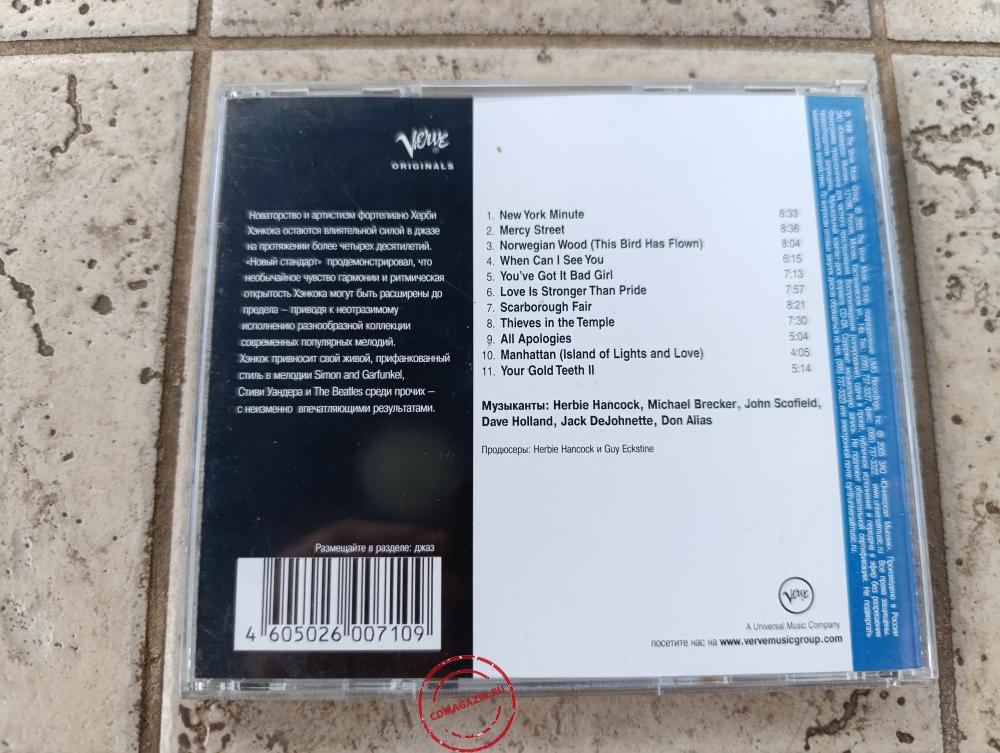 Verve
ORIGINALS
Новаторство и артистизм фортепиано Херби
Хэнкока остаются влиятельной силой в джазе
на протяжении более четырех десятилетий.
«Новый стандарт» продемонстрировал, что
необычайное чувство гармонии и ритмическая
открытость Хэнкока могут быть расширены до
предела – приводя к неотразимому
исполнению разнообразной коллекции
современных популярных мелодий.
Хэнкок привносит свой живой, прифанкованный
стиль в мелодии Simon and Garfunkel,
Стиви Уандера и The Beatles среди прочих –
с неизменно впечатляющими результатами.
Размещайте в разделе: джаз
4 605026 007109
1. New York Minute 8:33
2. Mercy Street 8:36
3. Norwegian Wood (This Bird Has Flown) 8:04
4. When Can I See You 6:15
5. You've Got It Bad Girl 7:13
6. Love Is Stronger Than Pride 7:57
7. Scarborough Fair 8:21
8. Thieves in the Temple 7:30
9. All Apologies 5:04
10. Manhattan (Island of Lights and Love) 4:05
11. Your Gold Teeth II 5:14
Музыканты: Herbie Hancock, Michael Brecker, John Scofield,
Dave Holland, Jack DeJohnette, Don Alias
Продюсеры: Herbie Hancock и Guy Eckstine
Verve
A Universal Music Company
посетите нас на www.vervemusicgroup.com
CDMAGAZIN.RU